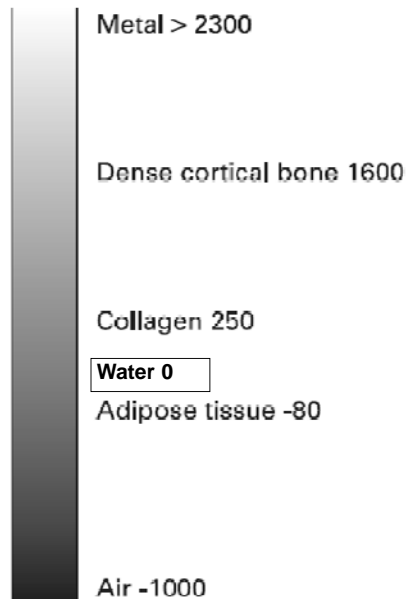 Metal > 2300
Dense cortical bone 1600
Collagen 250
Water 0
Adipose tissue -80
Air -1000